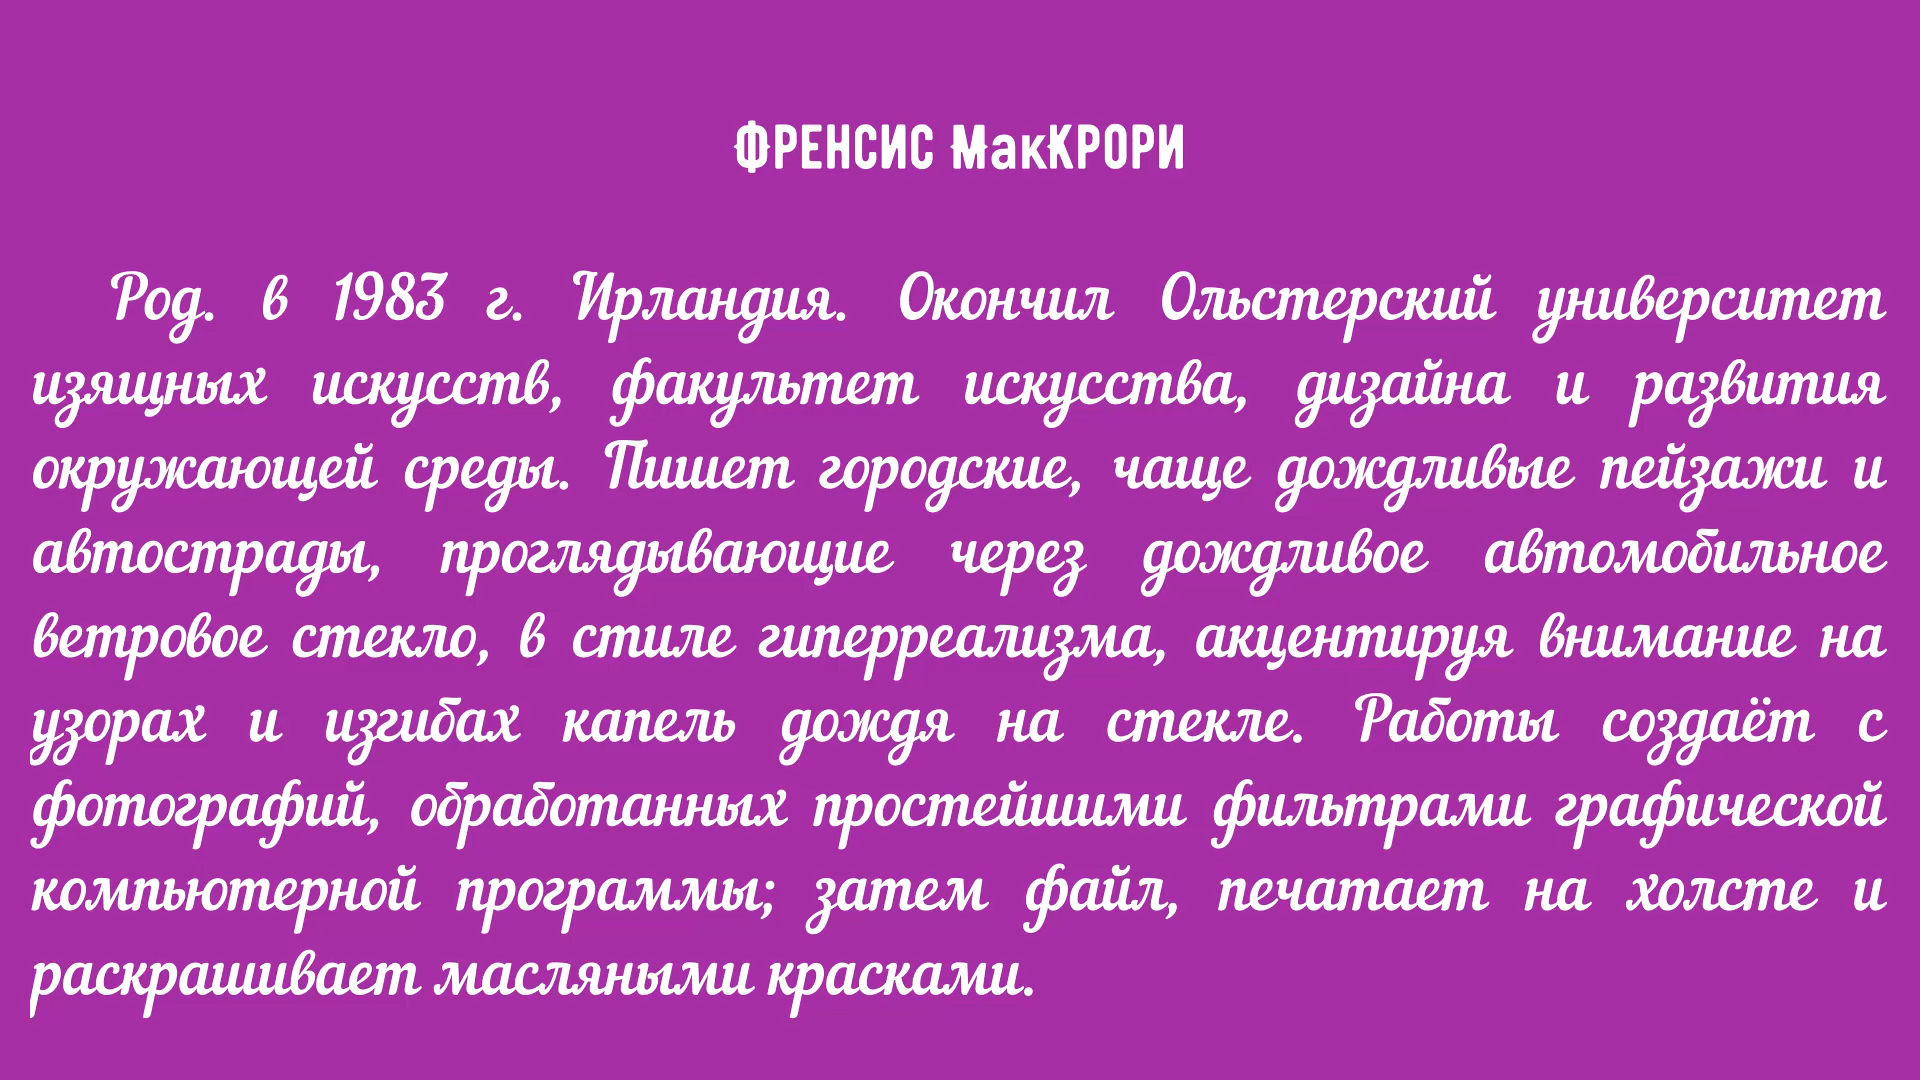 ФРЕНСИС МакКРОРИ
Род. в 1983 г. Ирландия. Окончил Ольстерский университет
изящных искусств, факультет искусства, дизайна и развития
окружающей среды. Пишет городские, чаще дождливые пейзажи и
автострады, проглядывающие через дождливое автомобильное
ветровое стекло, в стиле гиперреализма, акцентируя внимание на
узорах и изгибах капель дождя на стекле. Работы создаёт с
фотографий, обработанных простейшими фильтрами графической
компьютерной программы; затем файл, печатает на холсте и
раскрашивает масляными красками.